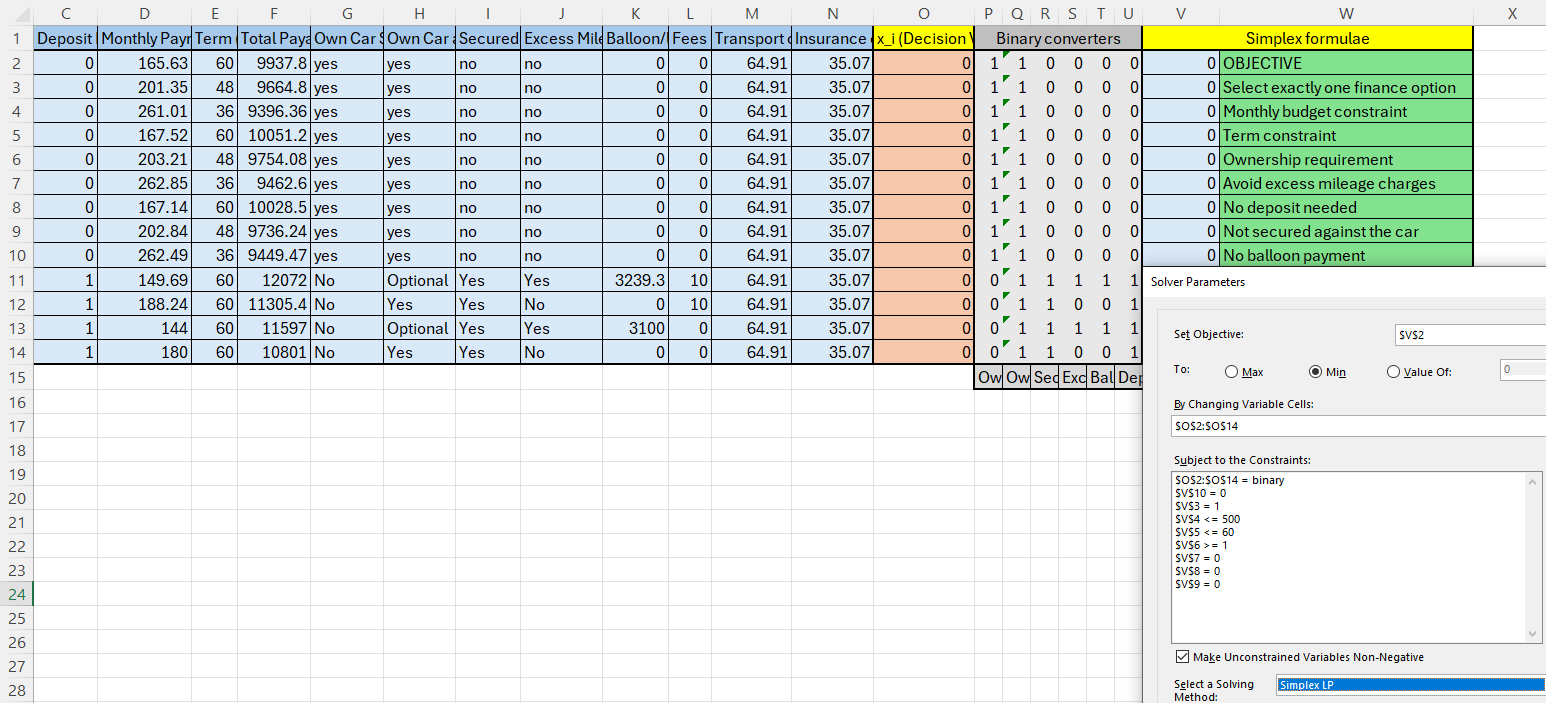 C D E F G H I J K L M N O P Q R S T U V W X
1 Deposit Monthly Payr Term Total Paya Own Car S Own Car a Secured Excess Mile Balloon/ Fees Transport Insurance x_i (Decision V Binary converters Simplex formulae
2 0 165.63 60 9937.8 yes yes no no 0 0 64.91 35.07 0 1 1 0 0 0 0 0 OBJECTIVE
3 0 201.35 48 9664.8 yes yes no no 0 0 64.91 35.07 0 1 1 0 0 0 0 0 Select exactly one finance option
4 0 261.01 36 9396.36 yes yes no no 0 0 64.91 35.07 0 1 1 0 0 0 0 0 Monthly budget constraint
5 0 167.52 60 10051.2 yes yes no no 0 0 64.91 35.07 0 1 1 0 0 0 0 0 Term constraint
6 0 203.21 48 9754.08 yes yes no no 0 0 64.91 35.07 0 1 1 0 0 0 0 0 Ownership requirement
7 0 262.85 36 9462.6 yes yes no no 0 0 64.91 35.07 0 1 1 0 0 0 0 0 Avoid excess mileage charges
8 0 167.14 60 10028.5 yes yes no no 0 0 64.91 35.07 0 1 1 0 0 0 0 0 No deposit needed
9 0 202.84 48 9736.24 yes yes no no 0 0 64.91 35.07 0 1 1 0 0 0 0 0 Not secured against the car
10 0 262.49 36 9449.47 yes yes no no 0 0 64.91 35.07 0 1 1 0 0 0 0 0 No balloon payment
11 1 149.69 60 12072 No Optional Yes Yes 3239.3 10 64.91 35.07 0 0 1 1 1 1 1
12 1 188.24 60 11305.4 No Yes Yes No 0 10 64.91 35.07 0 0 1 1 0 0 1
13 1 144 60 11597 No Optional Yes Yes 3100 0 64.91 35.07 0 0 1 1 1 1 1
14 1 180 60 10801 No Yes Yes No 0 0 64.91 35.07 0 0 1 1 0 0 1
15 Ow Ow Sec Exc Bal Dep
16
17
18
19
20
21
22
23
24
25
26
27
28
Solver Parameters
Set Objective: $V$2
To: Max Min Value Of: 0
By Changing Variable Cells:
$O$2:$O$14
Subject to the Constraints:
$O$2:$O$14 = binary
$V$10 = 0
$V$3 = 1
$V$4 <= 500
$V$5 <= 60
$V$6 >= 1
$V$7 = 0
$V$8 = 0
$V$9 = 0
Make Unconstrained Variables Non-Negative
Select a Solving Simplex LP
Method: